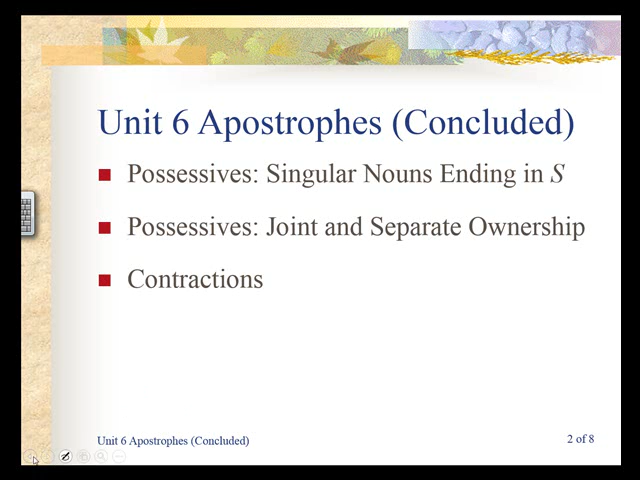 Unit 6 Apostrophes (Concluded)
Possessives: Singular Nouns Ending in S
Possessives: Joint and Separate Ownership
Contractions
Unit 6 Apostrophes (Concluded)
2 of 8